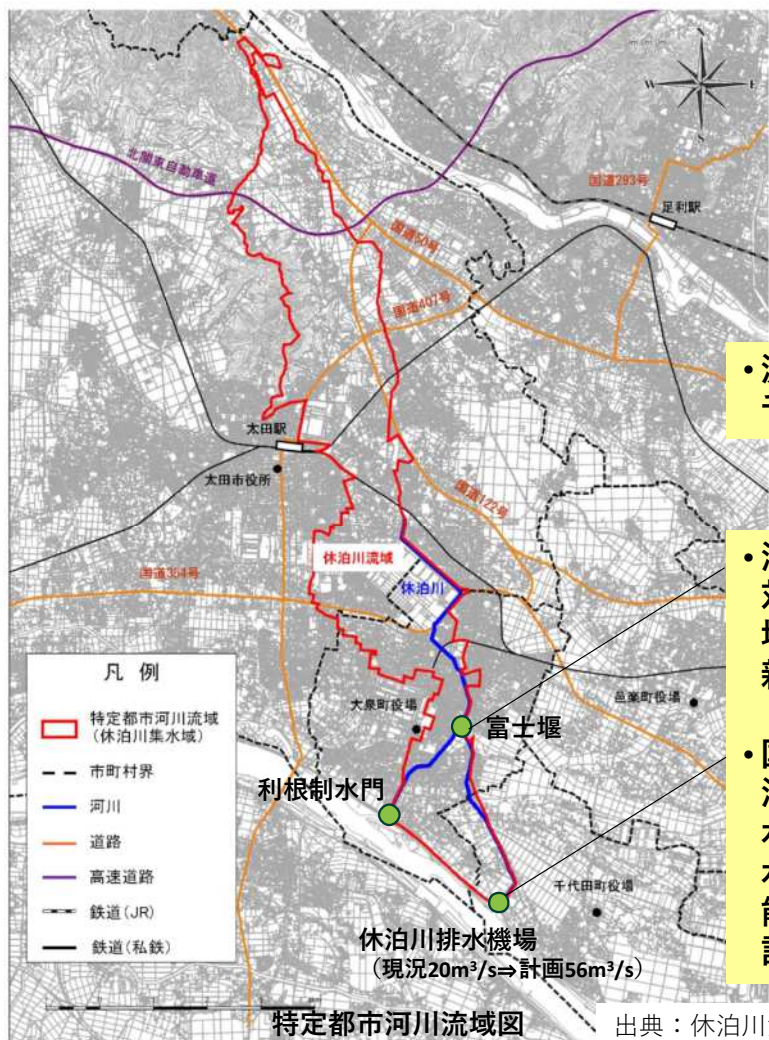 N
W
E
S
北関東自動車道
国道293号
足利駅
国道50号
国道407号
太田駅
太田市役所
国道122号
休泊川流域
国道354号
休泊川
凡例
特定都市河川流域
(休泊川集水域)
市町村界
河川
道路
高速道路
鉄道(JR)
鉄道(私鉄)
大泉町役場
邑楽町役場
富士堰
利根制水門
千代田町役場
休泊川排水機場
(現況20m³/s⇒計画56m³/s)
特定都市河川流域図
出典：休泊川